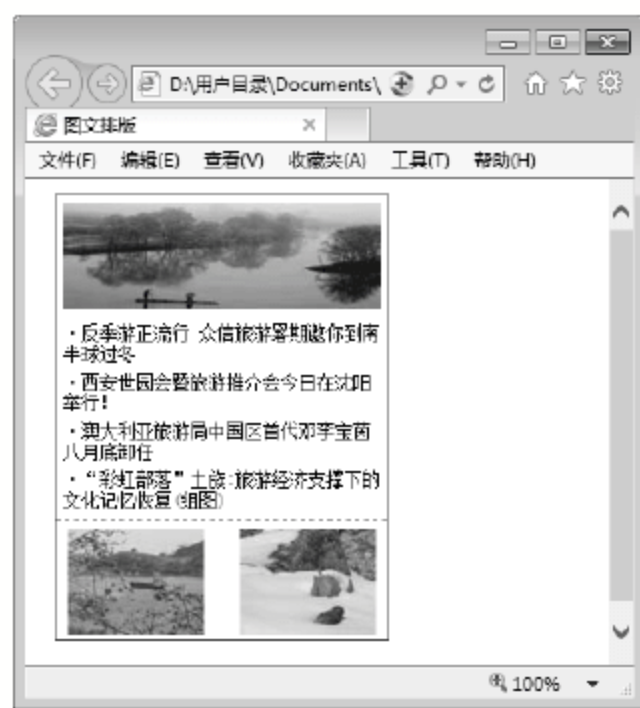 D:\用户目录\Documents\
图文排版
文件(F) 编辑(E) 查看(V) 收藏夹(A) 工具(T) 帮助(H)
·反季游正流行 众信旅游暑期邀你到南
半球过冬
·西安世园会暨旅游推介会今日在沈阳
举行!
·澳大利亚旅游局中国区首代邓李宝茵
八月底卸任
·“彩虹部落”土族:旅游经济支撑下的
文化记忆恢复(组图)
100%